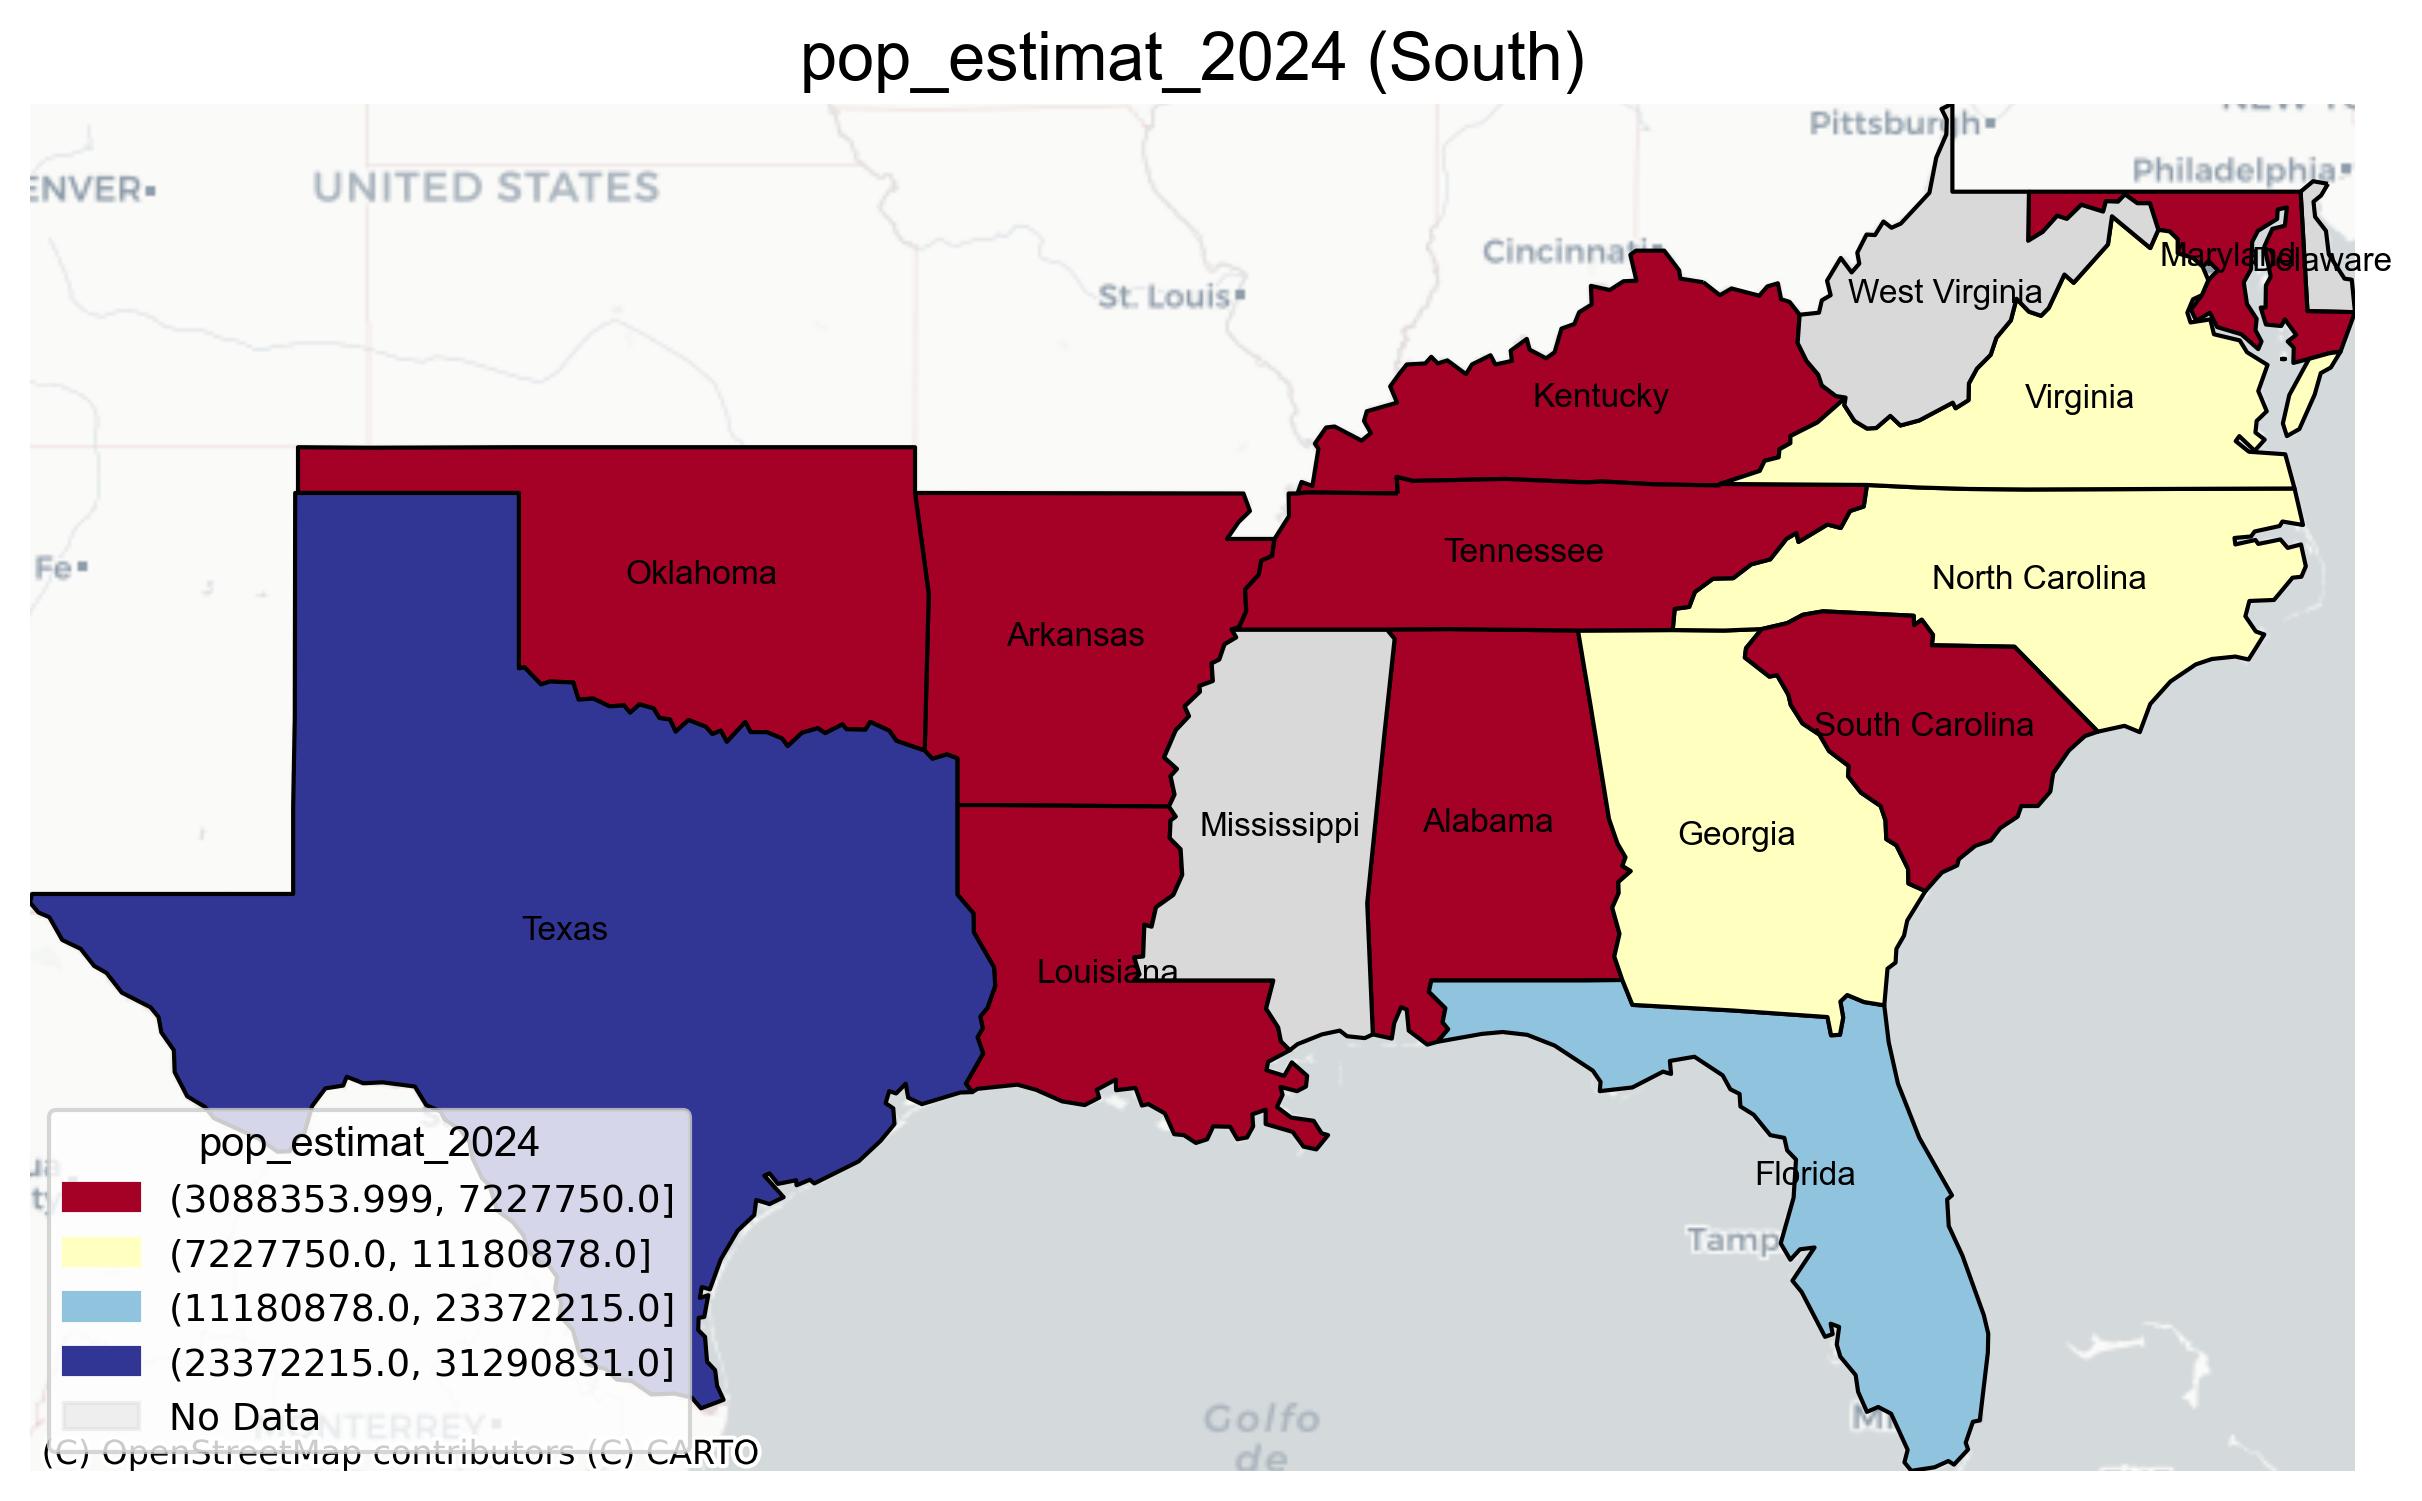 pop_estimat_2024 (South)
Pittsburgh
Philadelphia
ENVER
UNITED STATES
Cincinnati
St. Louis
Maryland
Delaware
West Virginia
Kentucky
Virginia
Fe
Oklahoma
Tennessee
North Carolina
Arkansas
South Carolina
Mississippi
Alabama
Georgia
Texas
Louisiana
Florida
Tamp
pop_estimat_2024
(3088353.999, 7227750.0]
(7227750.0, 11180878.0]
(11180878.0, 23372215.0]
(23372215.0, 31290831.0]
No Data
MONTERREY
Golfo
de
(C) OpenStreetMap contributors (C) CARTO